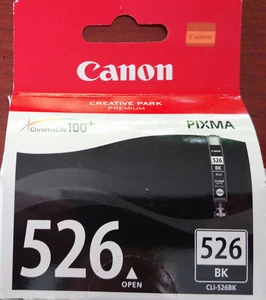 Canon
Canon
CREATIVE PARK
PREMIUM
ChromaLife 100+
PIXMA
526
BK
526
OPEN
526
BK
CLI-526BK